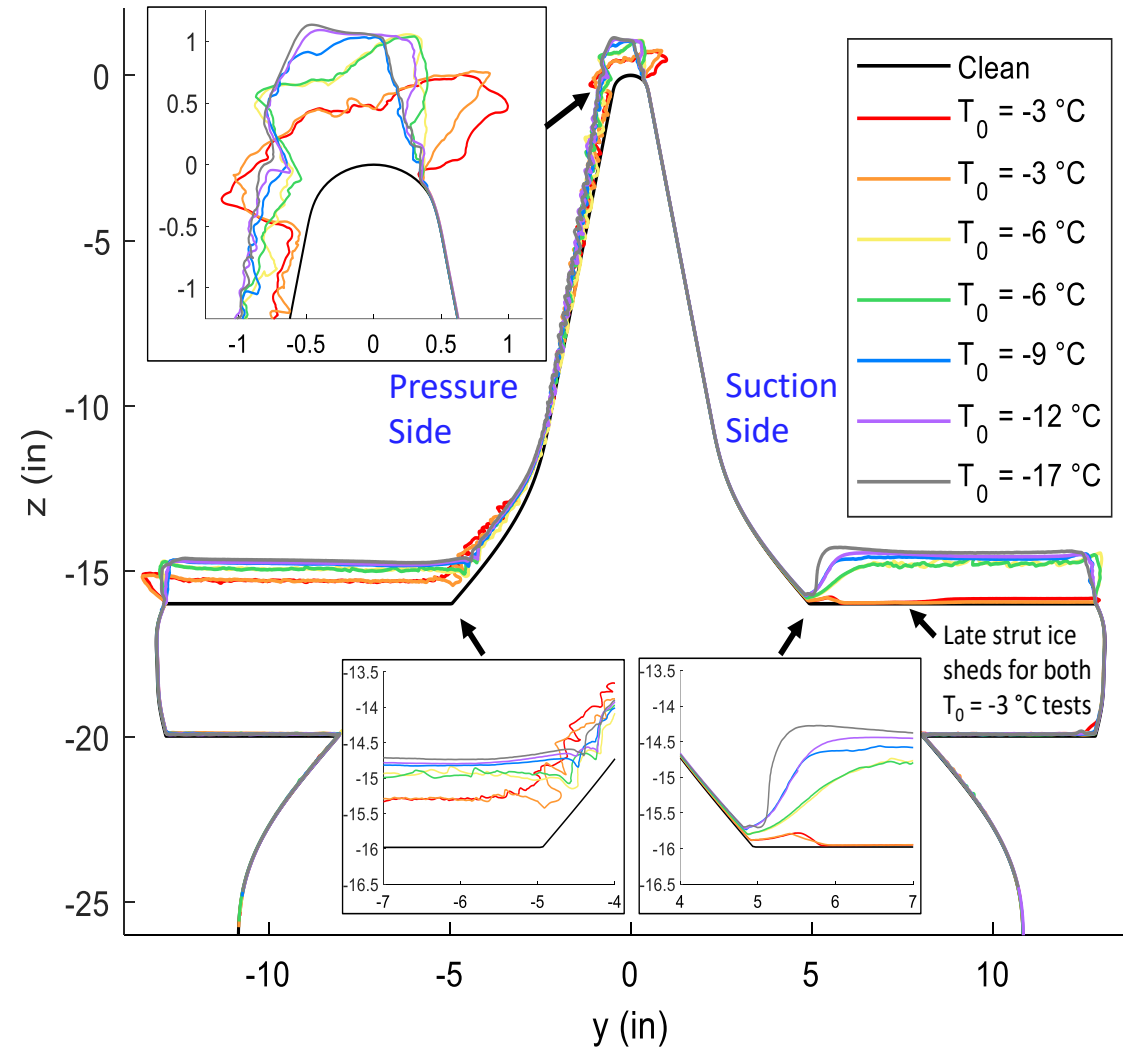 1
0.5
0
-0.5
-1
-1
-0.5
0
0.5
1
Pressure
Side
Suction
Side
Clean
T0 = -3 °C
T0 = -3 °C
T0 = -6 °C
T0 = -6 °C
T0 = -9 °C
T0 = -12 °C
T0 = -17 °C
0
-5
-10
-15
-20
-25
z (in)
Late strut ice
sheds for both
T0 = -3 °C tests
-13.5
-14
-14.5
-15
-15.5
-16
-16.5
-7
-6
-5
-4
-13.5
-14
-14.5
-15
-15.5
-16
-16.5
4
5
6
7
-10
-5
0
5
10
y (in)